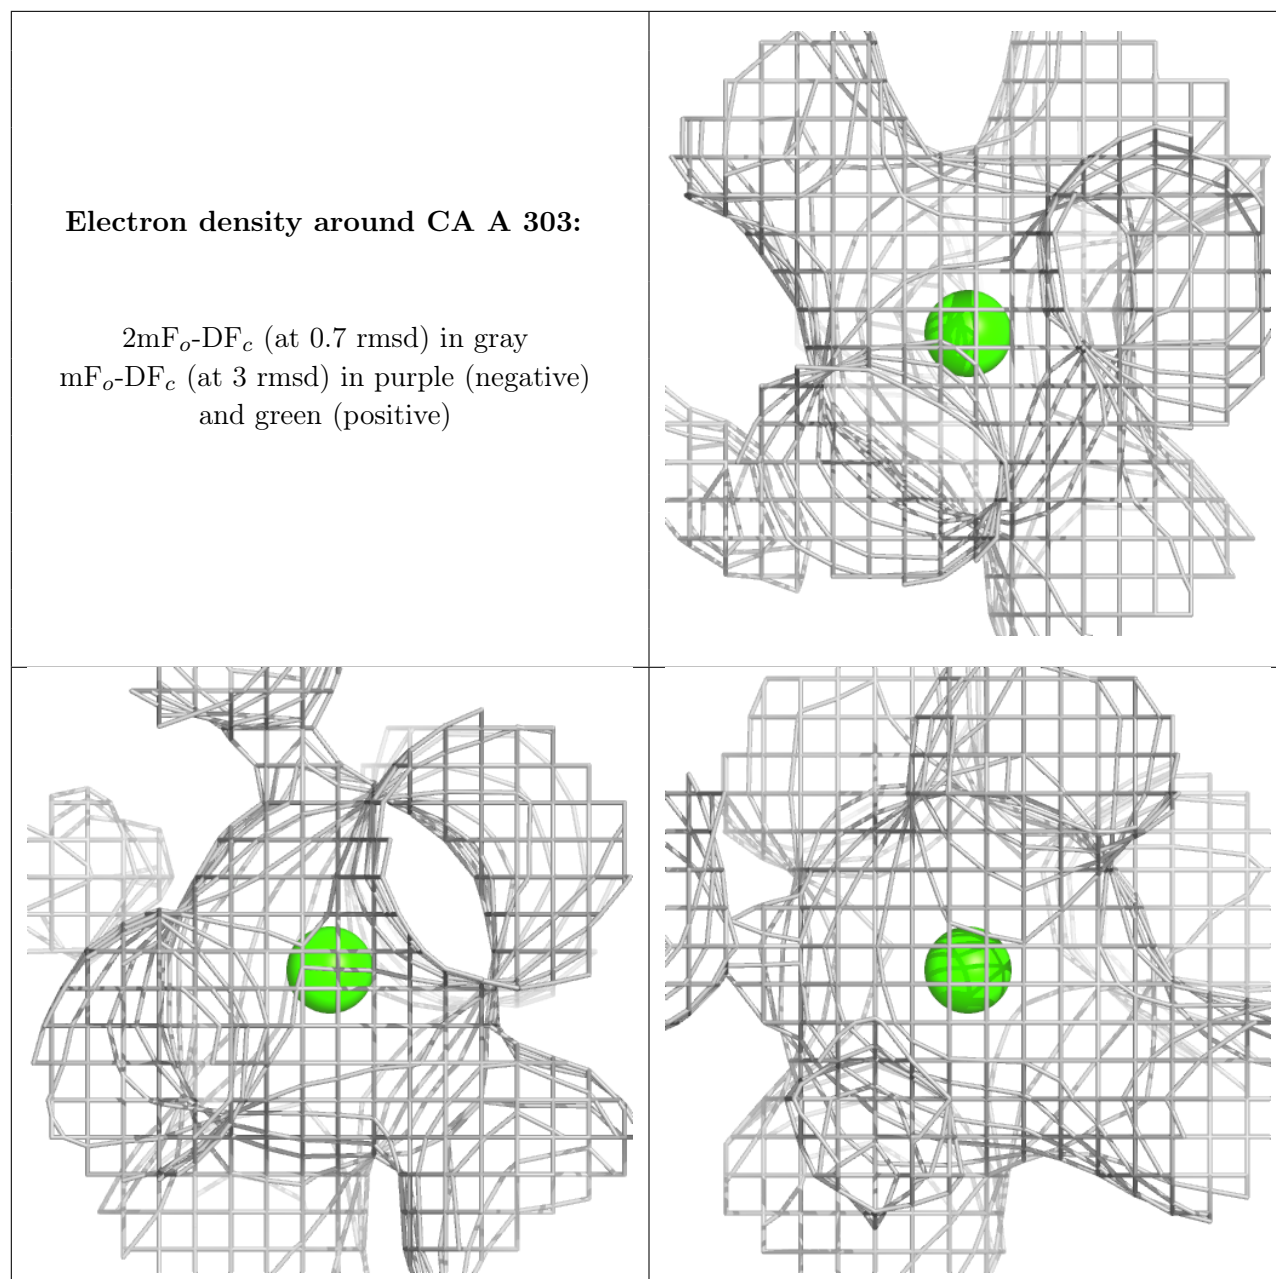 Electron density around CA A 303:
2mFo-DFc (at 0.7 rmsd) in gray
mFo-DFc (at 3 rmsd) in purple (negative)
and green (positive)